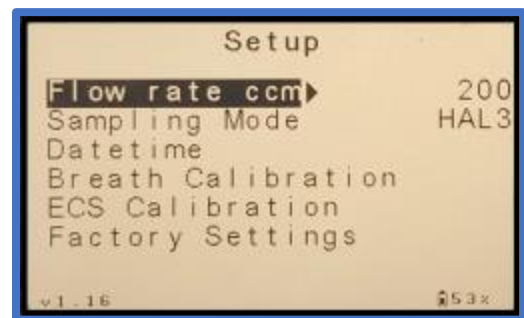 Setup
Flow rate ccm 200
Sampling Mode HAL3
Datetime
Breath Calibration
ECS Calibration
Factory Settings
v1.16 53%